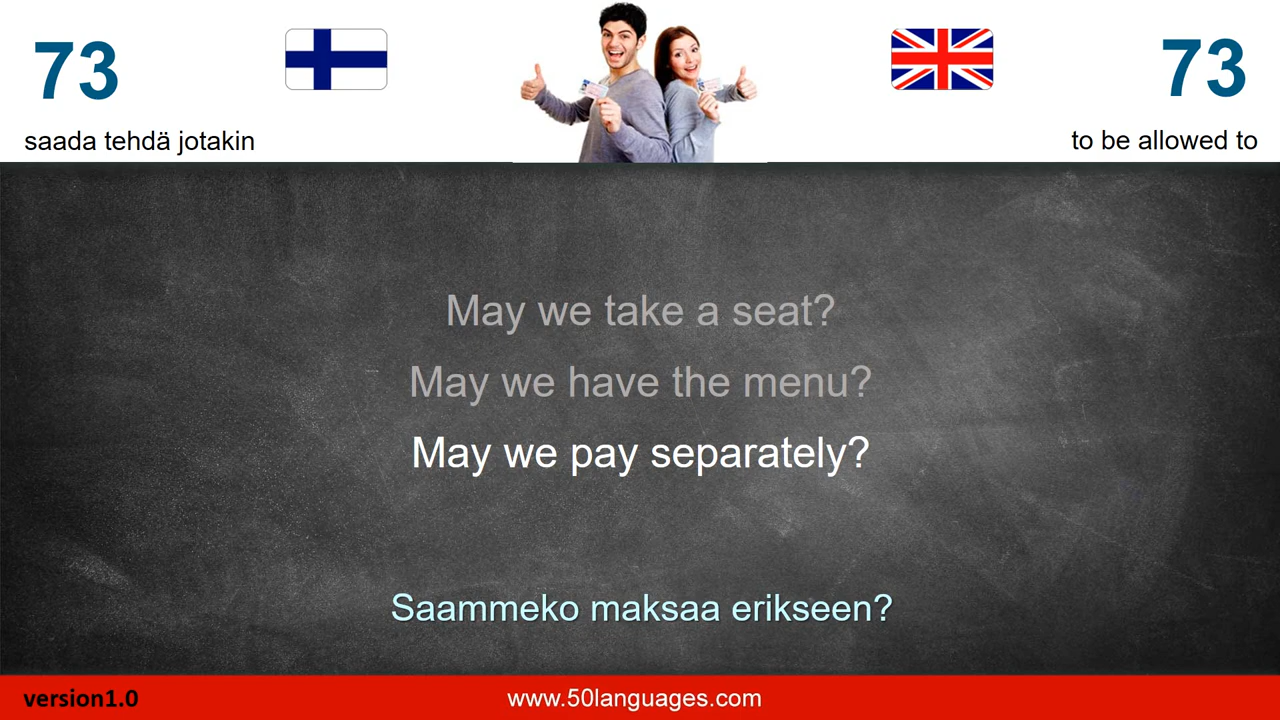 73
73
saada tehdä jotakin
to be allowed to
May we take a seat?
May we have the menu?
May we pay separately?
Saammeko maksaa erikseen?
version1.0
www.50languages.com